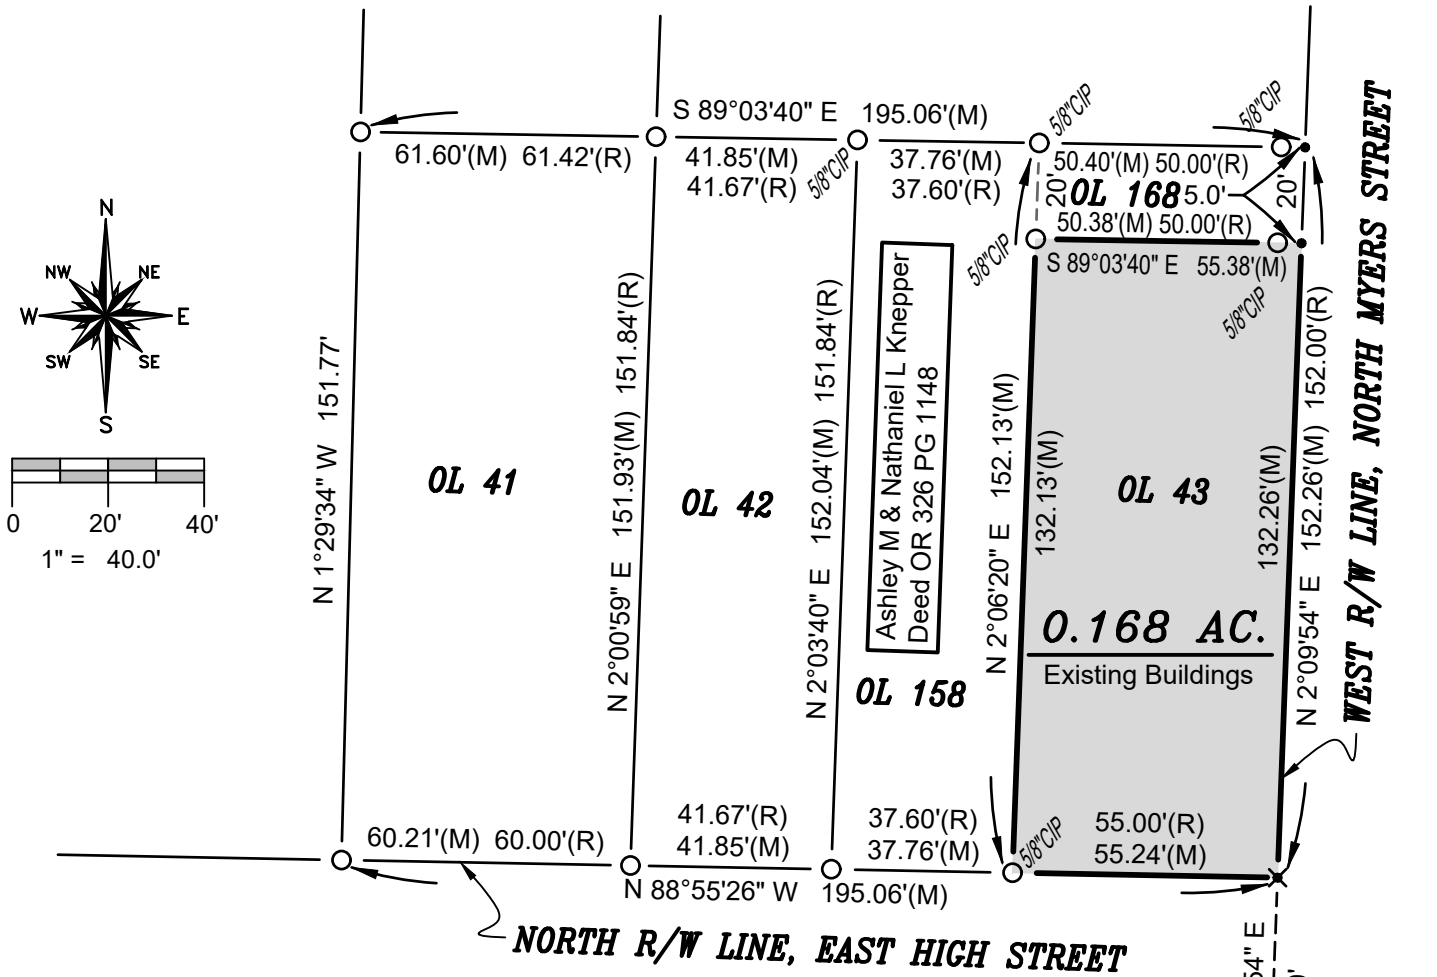 S 89°03'40" E 195.06'(M)
5/8"CIP
5/8"CIP
61.60'(M) 61.42'(R)
41.85'(M)
41.67'(R)
5/8"CIP
37.76'(M)
37.60'(R)
50.40'(M) 50.00'(R)
20'
OL 168
5.0'
20'
50.38'(M) 50.00'(R)
5/8"CIP
S 89°03'40" E 55.38'(M)
5/8"CIP
N
NW
NE
W
E
SW
SE
S
0
20'
40'
1" = 40.0'
N 1°29'34" W 151.77'
OL 41
N 2°00'59" E 151.93'(M) 151.84'(R)
OL 42
N 2°03'40" E 152.04'(M) 151.84'(R)
Ashley M & Nathaniel L Knepper
Deed OR 326 PG 1148
OL 158
N 2°06'20" E 152.13'(M)
132.13'(M)
OL 43
0.168 AC.
Existing Buildings
132.26'(M)
N 2°09'54" E 152.26'(M) 152.00'(R)
WEST R/W LINE, NORTH MYERS STREET
60.21'(M) 60.00'(R)
41.67'(R)
41.85'(M)
37.60'(R)
37.76'(M)
5/8"CIP
55.00'(R)
55.24'(M)
N 88°55'26" W 195.06'(M)
NORTH R/W LINE, EAST HIGH STREET
54" E